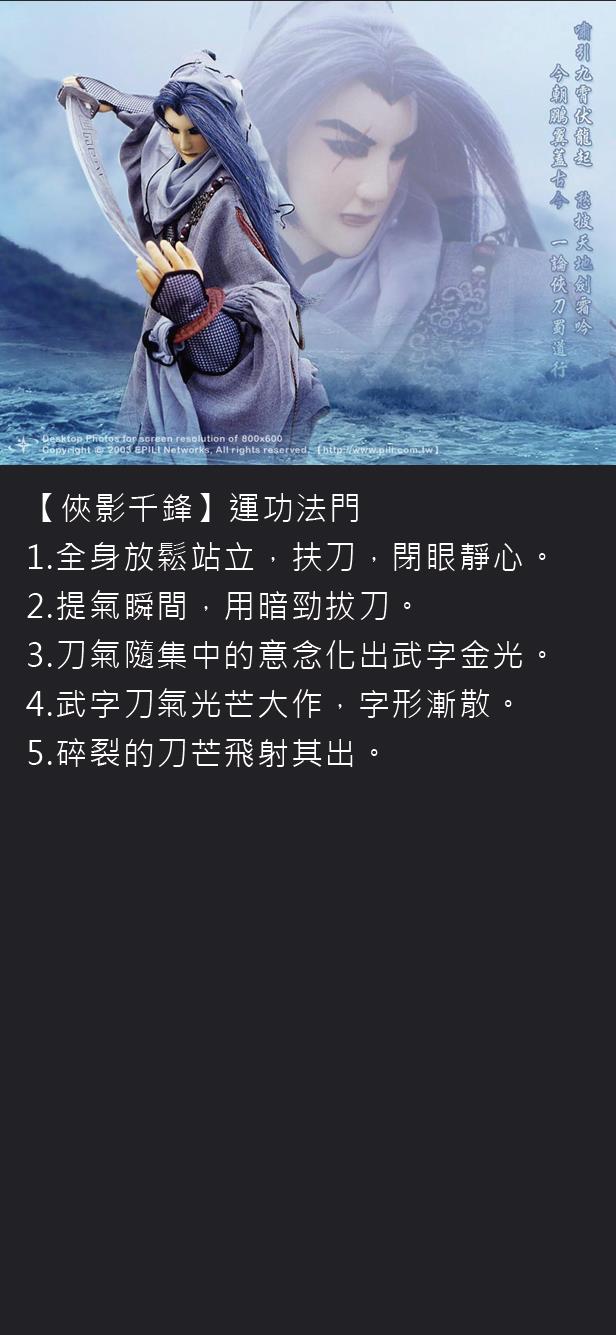 嘯引九霄伏龍起 天地劍霜吟
今朝鵬翼蓋古今 一論俠刀蜀道行
Desktop Photos for screen resolution of 800x600
Copyright © 2003 EPILI Networks, All rights reserved.【http://www.pili.com.tw】
【俠影千鋒】運功法門
1.全身放鬆站立，扶刀，閉眼靜心。
2.提氣瞬間，用暗勁拔刀。
3.刀氣隨集中的意念化出武字金光。
4.武字刀氣光芒大作，字形漸散。
5.碎裂的刀芒飛射其出。